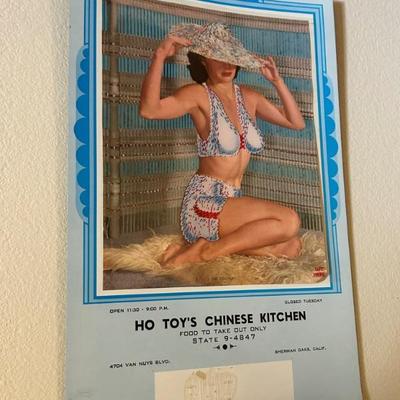 OPEN 11:30 - 9:00 P.M.
CLOSED TUESDAY
HO TOY'S CHINESE KITCHEN
FOOD TO TAKE OUT ONLY
STATE 9-4847
4704 VAN NUYS BLVD.
SHERMAN OAKS, CALIF.